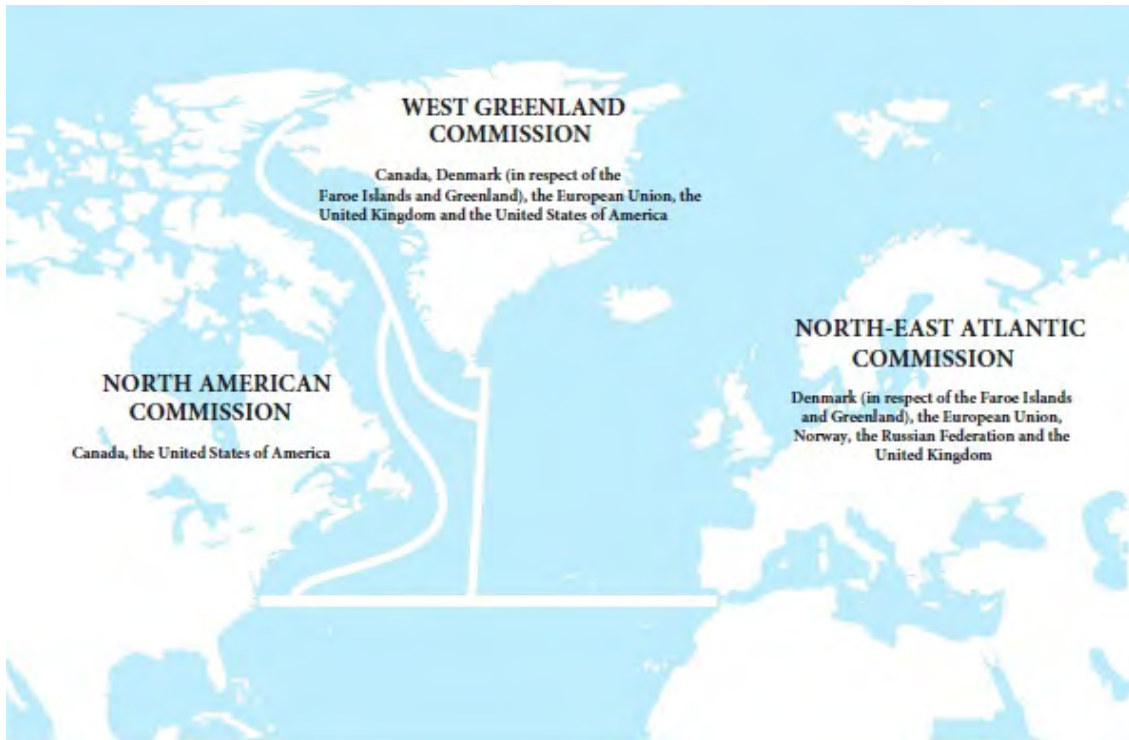 WEST GREENLAND
COMMISSION
Canada, Denmark (in respect of the
Faroe Islands and Greenland), the European Union, the
United Kingdom and the United States of America
NORTH AMERICAN
COMMISSION
Canada, the United States of America
NORTH-EAST ATLANTIC
COMMISSION
Denmark (in respect of the Faroe Islands
and Greenland), the European Union,
Norway, the Russian Federation and the
United Kingdom